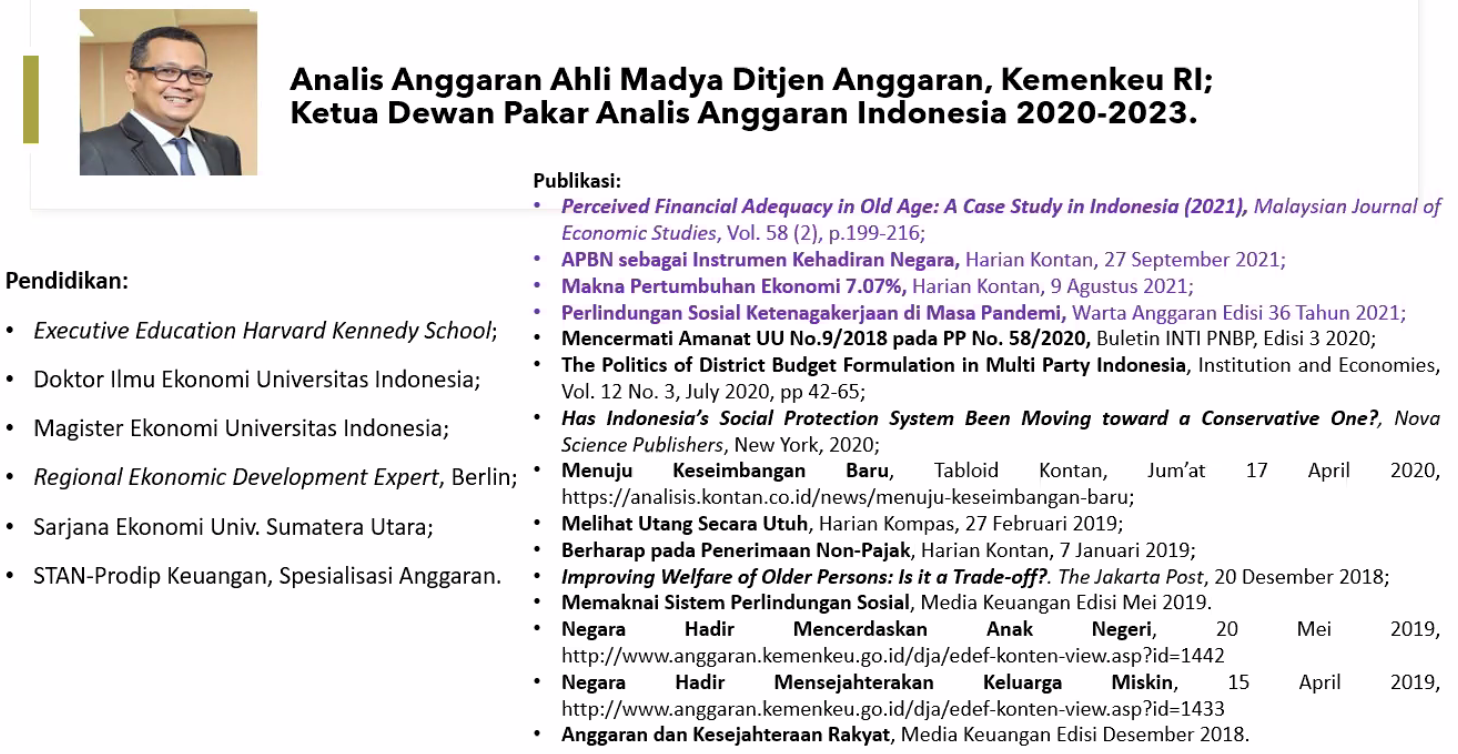 Analis Anggaran Ahli Madya Ditjen Anggaran, Kemenkeu RI;
Ketua Dewan Pakar Analis Anggaran Indonesia 2020-2023.
Pendidikan:
• Executive Education Harvard Kennedy School;
• Doktor Ilmu Ekonomi Universitas Indonesia;
• Magister Ekonomi Universitas Indonesia;
• Regional Ekonomic Development Expert, Berlin;
• Sarjana Ekonomi Univ. Sumatera Utara;
• STAN-Prodip Keuangan, Spesialisasi Anggaran.
Publikasi:
• Perceived Financial Adequacy in Old Age: A Case Study in Indonesia (2021), Malaysian Journal of
Economic Studies, Vol. 58 (2), p.199-216;
• APBN sebagai Instrumen Kehadiran Negara, Harian Kontan, 27 September 2021;
• Makna Pertumbuhan Ekonomi 7.07%, Harian Kontan, 9 Agustus 2021;
• Perlindungan Sosial Ketenagakerjaan di Masa Pandemi, Warta Anggaran Edisi 36 Tahun 2021;
• Mencermati Amanat UU No.9/2018 pada PP No. 58/2020, Buletin INTI PNBP, Edisi 3 2020;
• The Politics of District Budget Formulation in Multi Party Indonesia, Institution and Economies,
Vol. 12 No. 3, July 2020, pp 42-65;
• Has Indonesia's Social Protection System Been Moving toward a Conservative One?, Nova
Science Publishers, New York, 2020;
• Menuju Keseimbangan Baru, Tabloid Kontan, Jum'at 17 April 2020,
https://analisis.kontan.co.id/news/menuju-keseimbangan-baru;
• Melihat Utang Secara Utuh, Harian Kompas, 27 Februari 2019;
• Berharap pada Penerimaan Non-Pajak, Harian Kontan, 7 Januari 2019;
• Improving Welfare of Older Persons: Is it a Trade-off?. The Jakarta Post, 20 Desember 2018;
• Memaknai Sistem Perlindungan Sosial, Media Keuangan Edisi Mei 2019.
• Negara Hadir Mencerdaskan Anak Negeri, 20 Mei 2019,
http://www.anggaran.kemenkeu.go.id/dja/edef-konten-view.asp?id=1442
• Negara Hadir Mensejahterakan Keluarga Miskin, 15 April 2019,
http://www.anggaran.kemenkeu.go.id/dja/edef-konten-view.asp?id=1433
• Anggaran dan Kesejahteraan Rakyat, Media Keuangan Edisi Desember 2018.